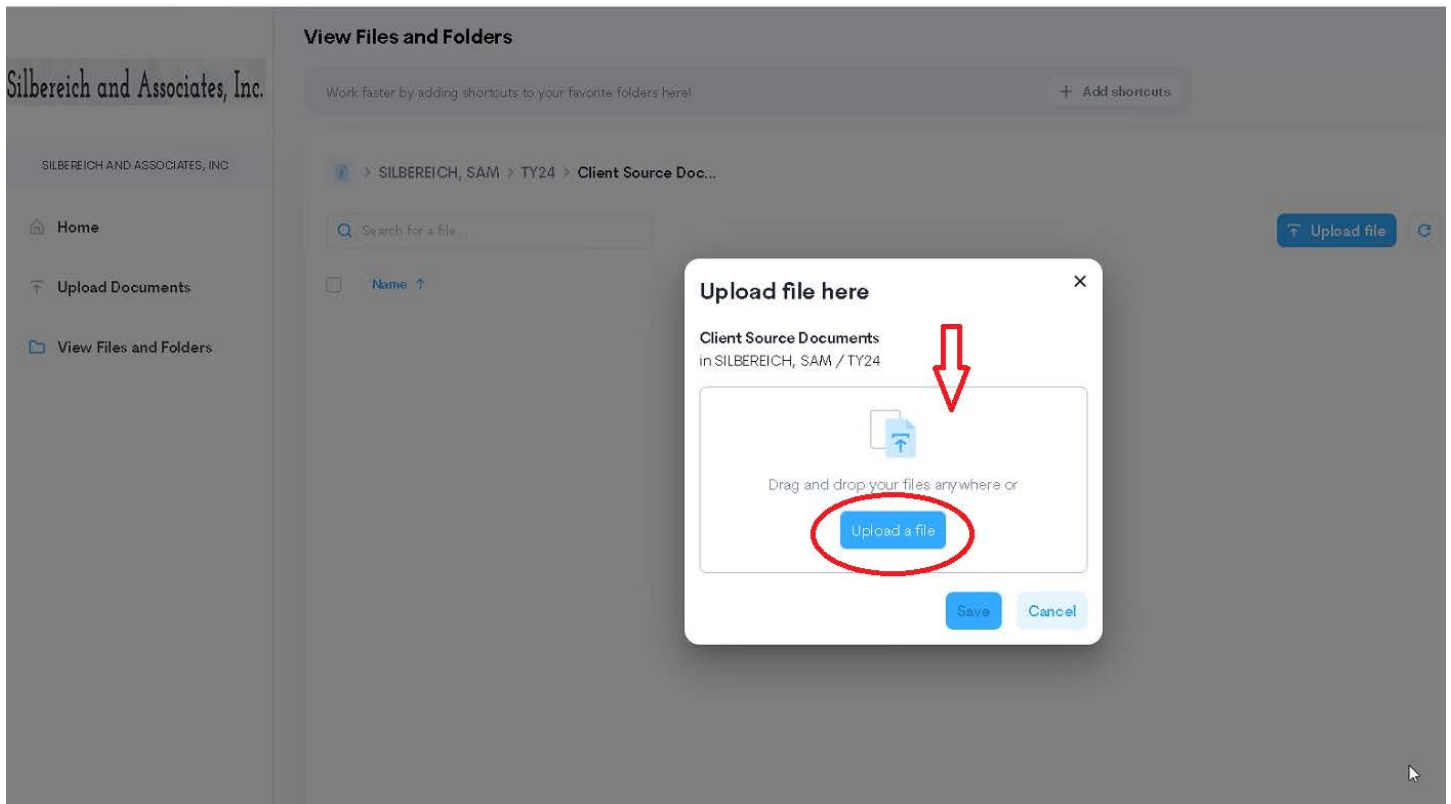 View Files and Folders
Silbereich and Associates, Inc.
Work faster by adding shortcuts to your favorite folders here!
+ Add shortcuts
SILBEREICH AND ASSOCIATES, INC
> SILBEREICH, SAM > TY24 > Client Source Doc...
Home
Search for a file...
Upload file
Upload Documents
Name ↑
View Files and Folders
Upload file here
Client Source Documents
in SILBEREICH, SAM / TY24
Drag and drop your files anywhere or
Upload a file
Save
Cancel